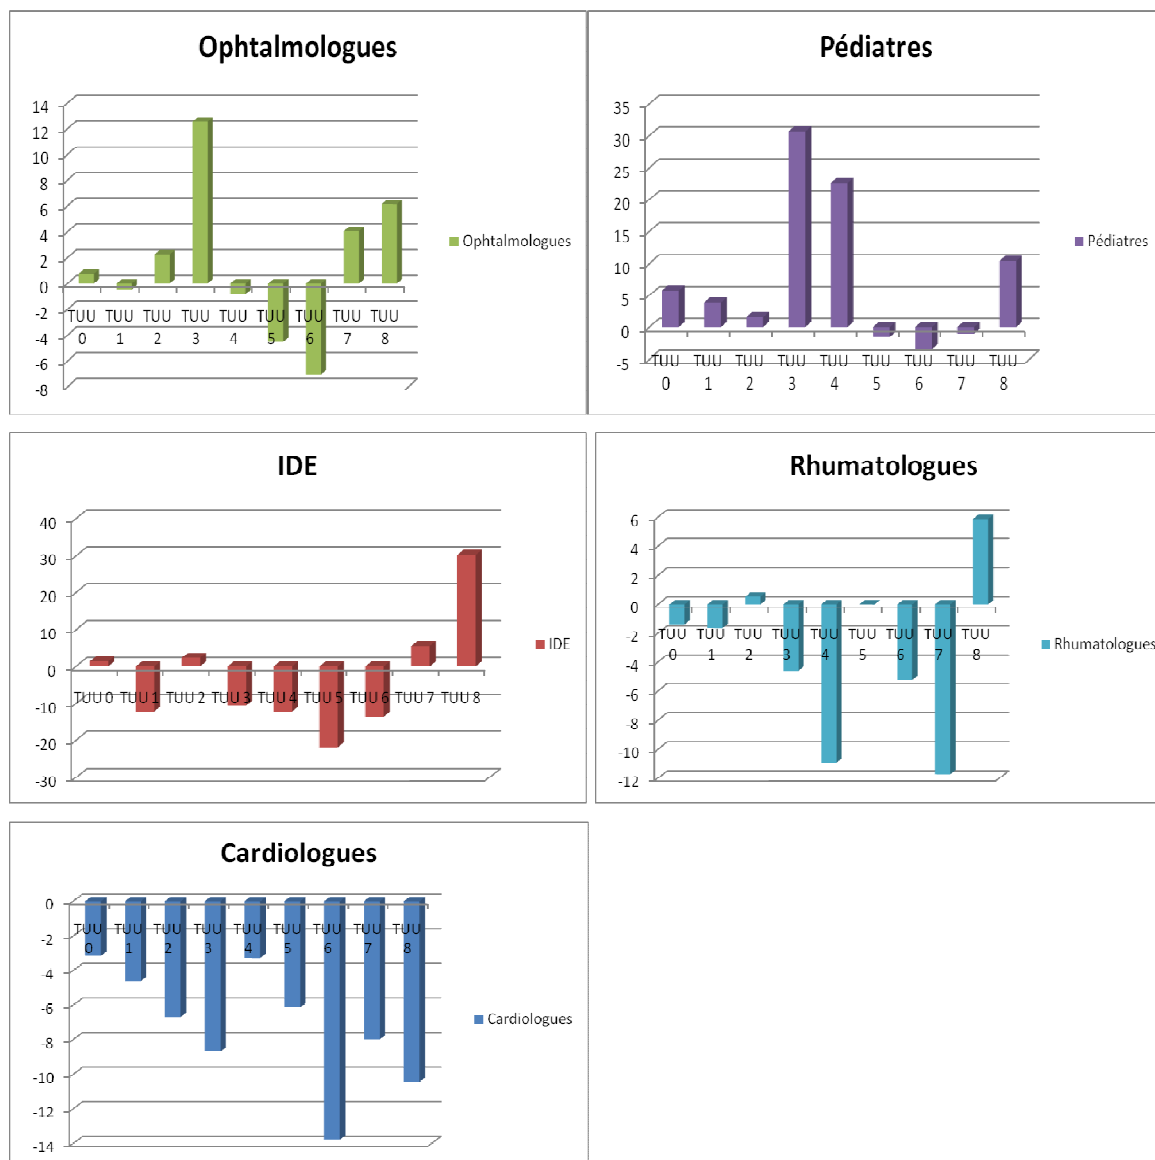 Ophtalmologues
14
12
10
8
6
4
2
0
-2
-4
-6
-8
TUU 0
TUU 1
TUU 2
TUU 3
TUU 4
TUU 5
TUU 6
TUU 7
TUU 8
Ophtalmologues
Pédiatres
35
30
25
20
15
10
5
0
-5
TUU 0
TUU 1
TUU 2
TUU 3
TUU 4
TUU 5
TUU 6
TUU 7
TUU 8
Pédiatres
IDE
40
30
20
10
0
-10
-20
-30
TUU 0
TUU 1
TUU 2
TUU 3
TUU 4
TUU 5
TUU 6
TUU 7
TUU 8
IDE
Rhumatologues
6
4
2
0
-2
-4
-6
-8
-10
-12
TUU 0
TUU 1
TUU 2
TUU 3
TUU 4
TUU 5
TUU 6
TUU 7
TUU 8
Rhumatologues
Cardiologues
0
-2
-4
-6
-8
-10
-12
-14
TUU 0
TUU 1
TUU 2
TUU 3
TUU 4
TUU 5
TUU 6
TUU 7
TUU 8
Cardiologues